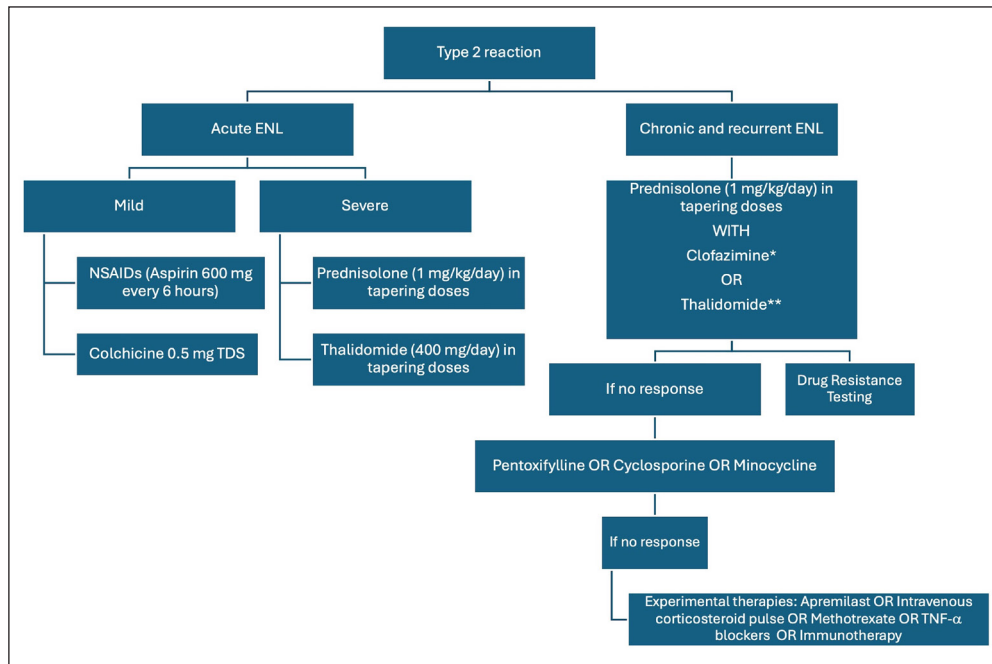 Type 2 reaction
Acute ENL
Chronic and recurrent ENL
Mild
Severe
NSAIDs (Aspirin 600 mg
every 6 hours)
Colchicine 0.5 mg TDS
Prednisolone (1 mg/kg/day) in
tapering doses
Thalidomide (400 mg/day) in
tapering doses
Prednisolone (1 mg/kg/day) in
tapering doses
WITH
Clofazimine*
OR
Thalidomide**
If no response
Drug Resistance
Testing
Pentoxifylline OR Cyclosporine OR Minocycline
If no response
Experimental therapies: Apremilast OR Intravenous
corticosteroid pulse OR Methotrexate OR TNF-α
blockers OR Immunotherapy